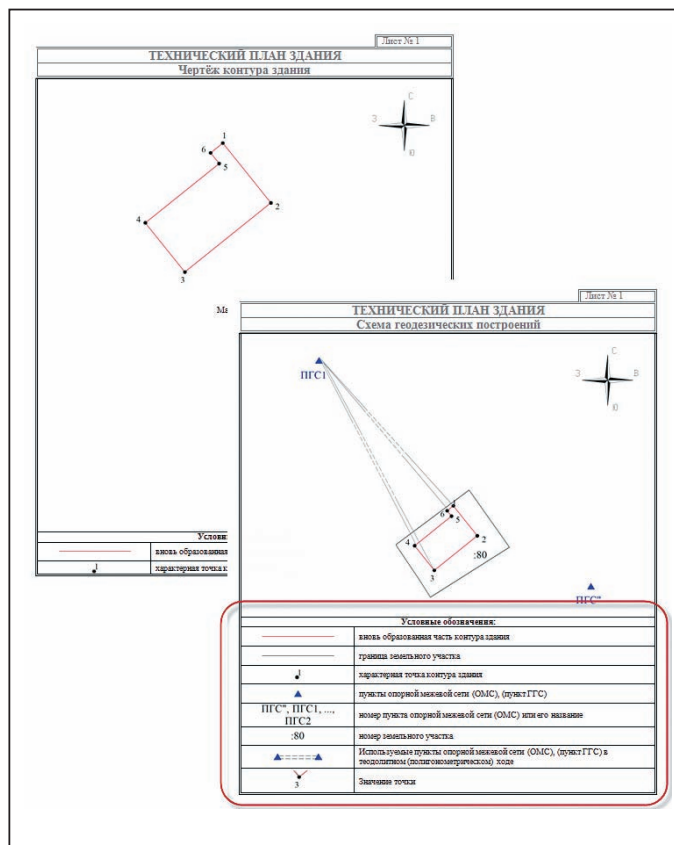 Лист № 1
ТЕХНИЧЕСКИЙ ПЛАН ЗДАНИЯ
Чертёж контура здания
С
З
В
Ю
1
6
5
2
4
3
Условн
вновь образованная
1
характерная точка к
Лист № 1
ТЕХНИЧЕСКИЙ ПЛАН ЗДАНИЯ
Схема геодезических построений
ПГС1
С
З
В
Ю
1
6
5
2
4
3
:80
ПГС"
Условные обозначения:
вновь образованная часть контура здания
граница земельного участка
1
характерная точка контура здания
пункты опорной межевой сети (ОМС), (пункт ГГС)
ПГС", ПГС1, ...,
ПГС2
номер пункта опорной межевой сети (ОМС) или его название
:80
номер земельного участка
Используемые пункты опорной межевой сети (ОМС), (пункт ГГС) в
теодолитном (полигонометрическом) ходе
3
Значение точки